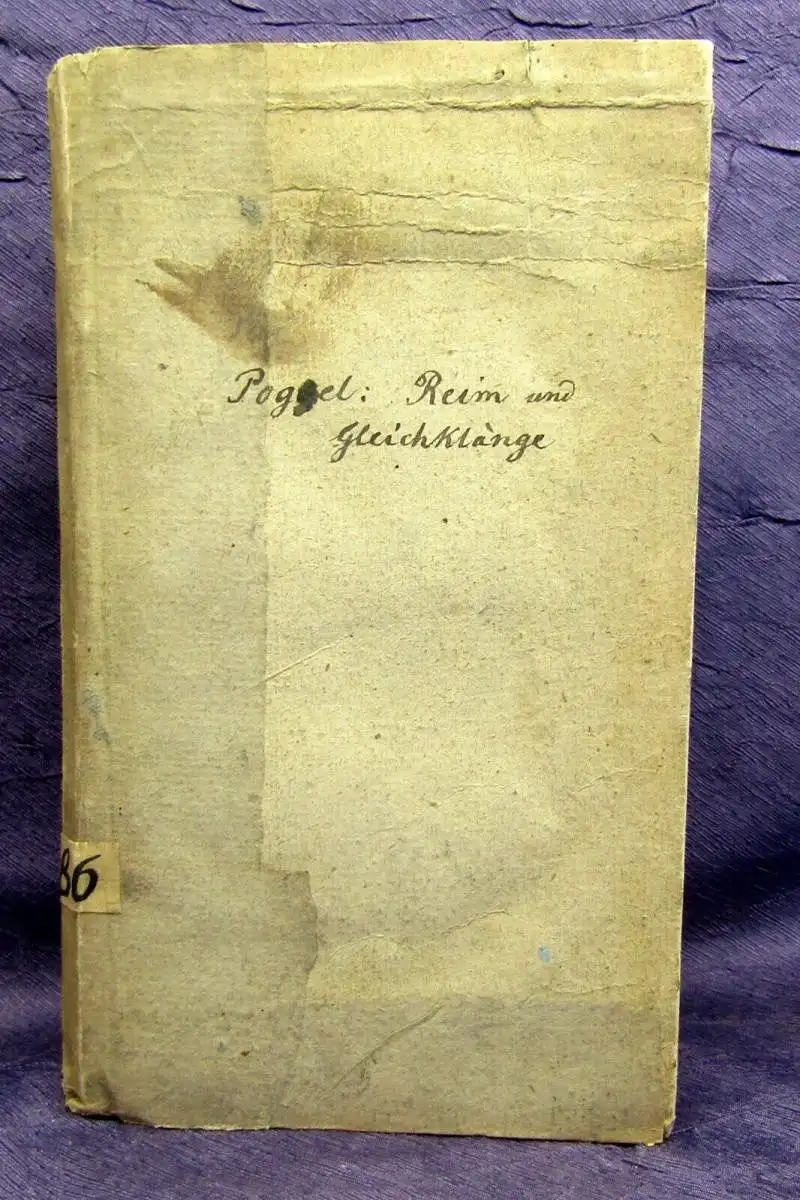 Poggel: Reim und
Gleichklänge
86